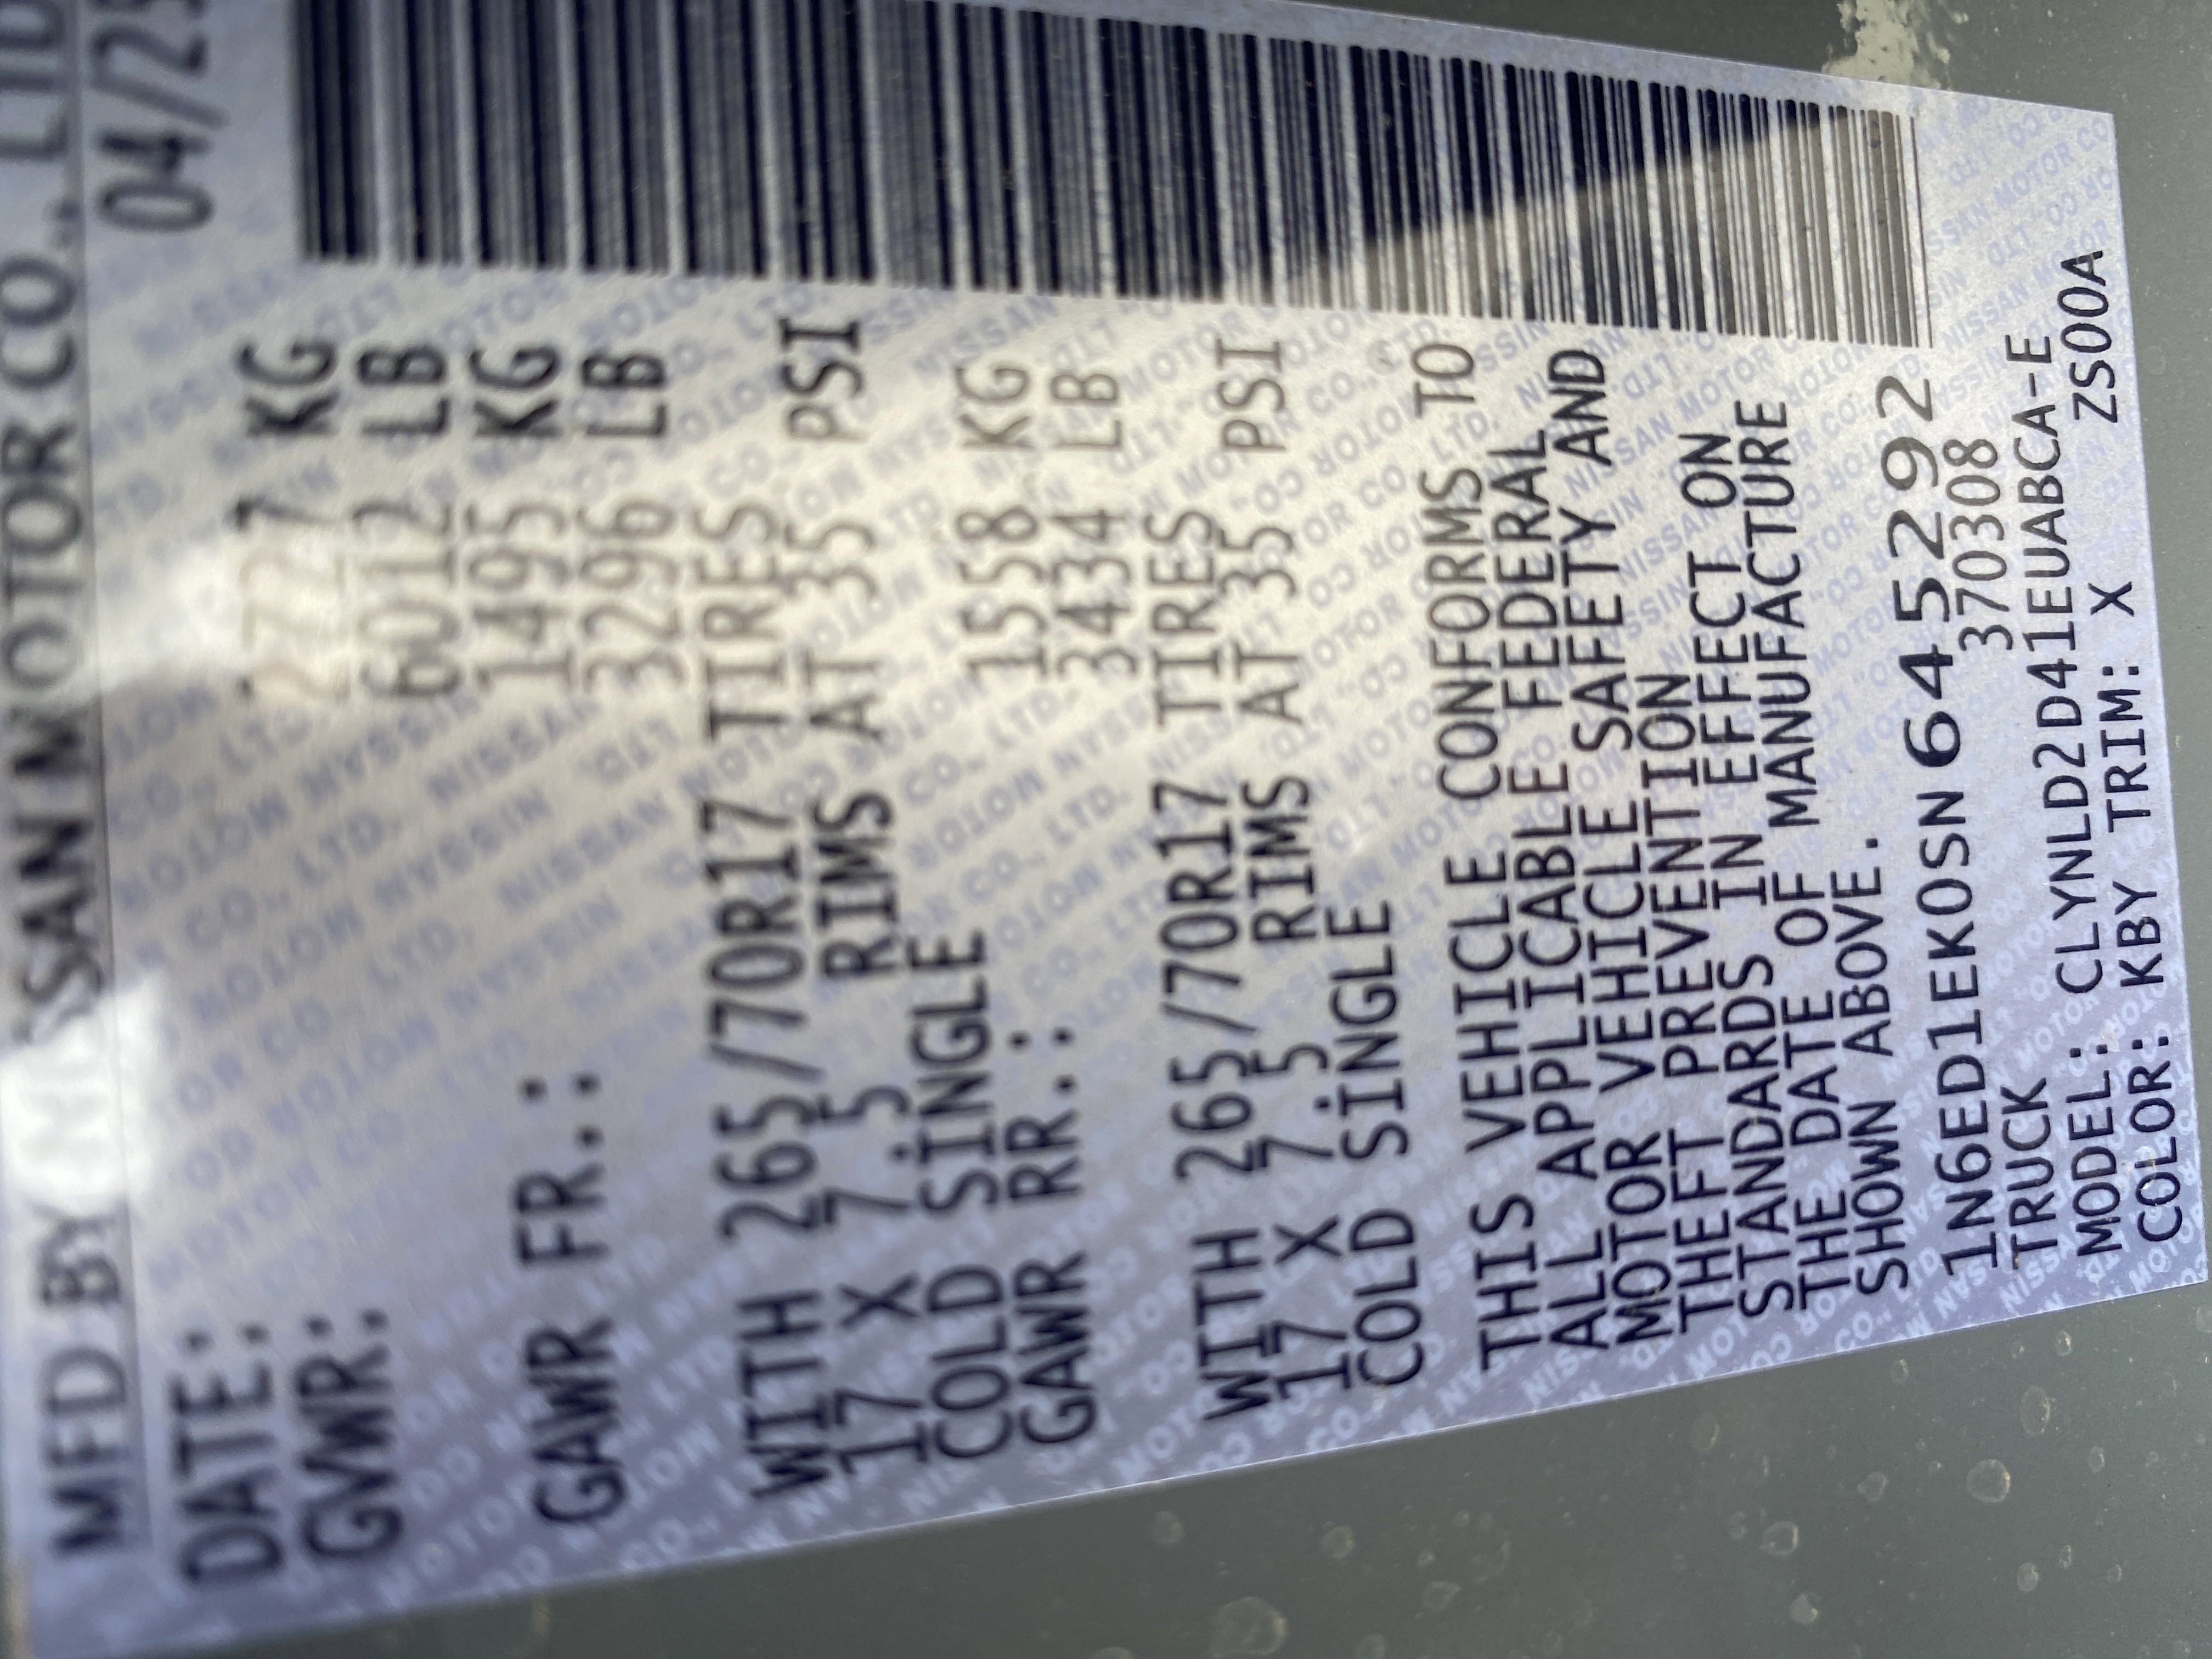 MFD BY NISSAN MOTOR CO., LTD
DATE: 04/25
GVWR: 2727 KG
6012 LB
GAWR FR.: 1495 KG
3296 LB
WITH 265/70R17 TIRES
17 X 7.5 RIMS AT 35 PSI
COLD SINGLE
GAWR RR.: 1558 KG
3434 LB
WITH 265/70R17 TIRES
17 X 7.5 RIMS AT 35 PSI
COLD SINGLE
THIS VEHICLE CONFORMS TO
ALL APPLICABLE FEDERAL
MOTOR VEHICLE SAFETY AND
THEFT PREVENTION
STANDARDS IN EFFECT ON
THE DATE OF MANUFACTURE
SHOWN ABOVE.
1N6ED1EK0SN645292
TRUCK 370308
MODEL: CLYNLD2D41EUABCA-E
COLOR: KBY TRIM: X ZS00A